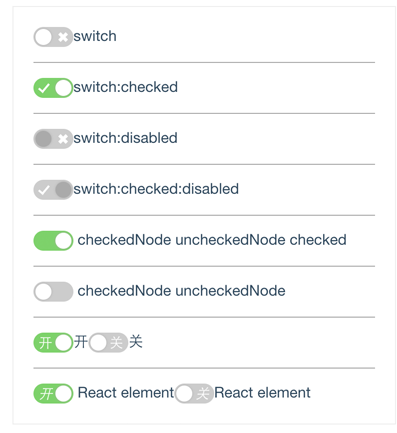 switch
switch:checked
switch:disabled
switch:checked:disabled
checkedNode uncheckedNode checked
checkedNode uncheckedNode
开 开 关 关
开 React element 关 React element